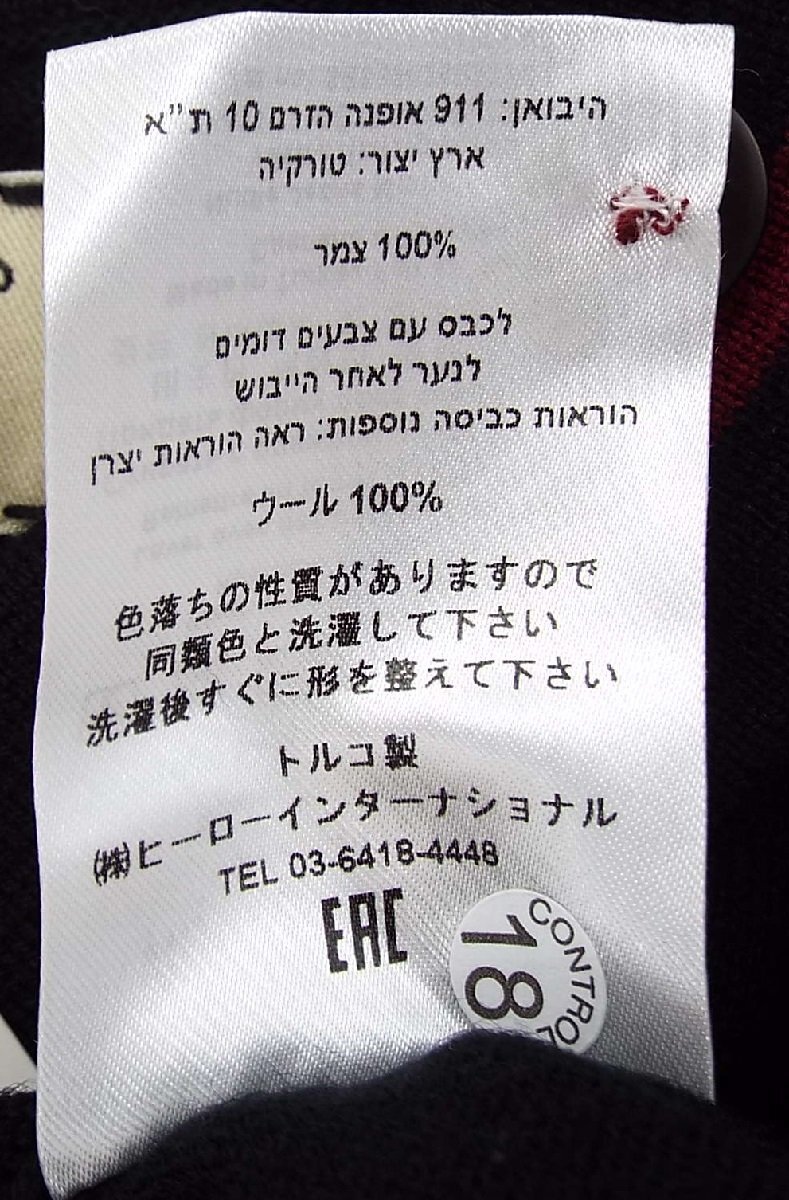 היבואן: 911 אופנה הזרם 10 ת"א
ארץ יצור: טורקיה
100% צמר
לכבס עם צבעים דומים
לנער לאחר הייבוש
הוראות כביסה נוספות: ראה הוראות יצרן
ウール 100%
色落ちの性質がありますので
同類色と洗濯して下さい
洗濯後すぐに形を整えて下さい
トルコ製
㈱ヒーローインターナショナル
TEL 03-6418-4448
EAC
CONTROL
18